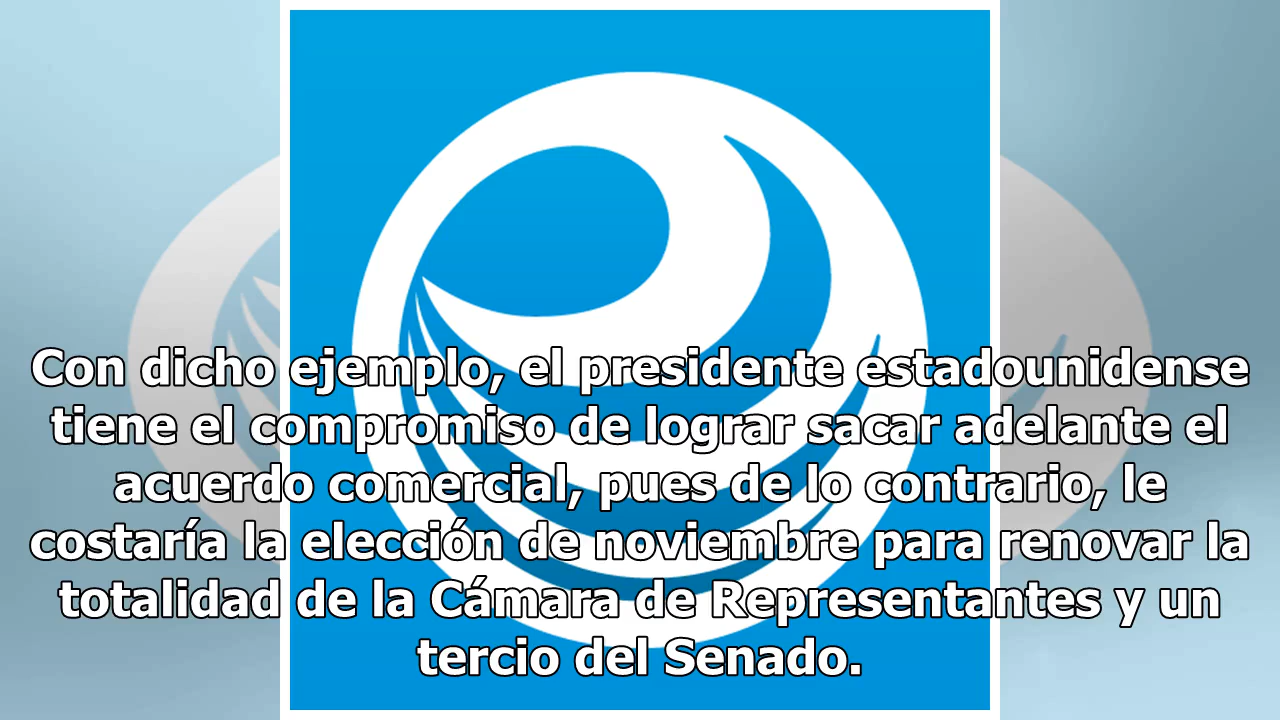 Con dicho ejemplo, el presidente estadounidense
tiene el compromiso de lograr sacar adelante el
acuerdo comercial, pues de lo contrario, le
costaría la elección de noviembre para renovar la
totalidad de la Cámara de Representantes y un
tercio del Senado.